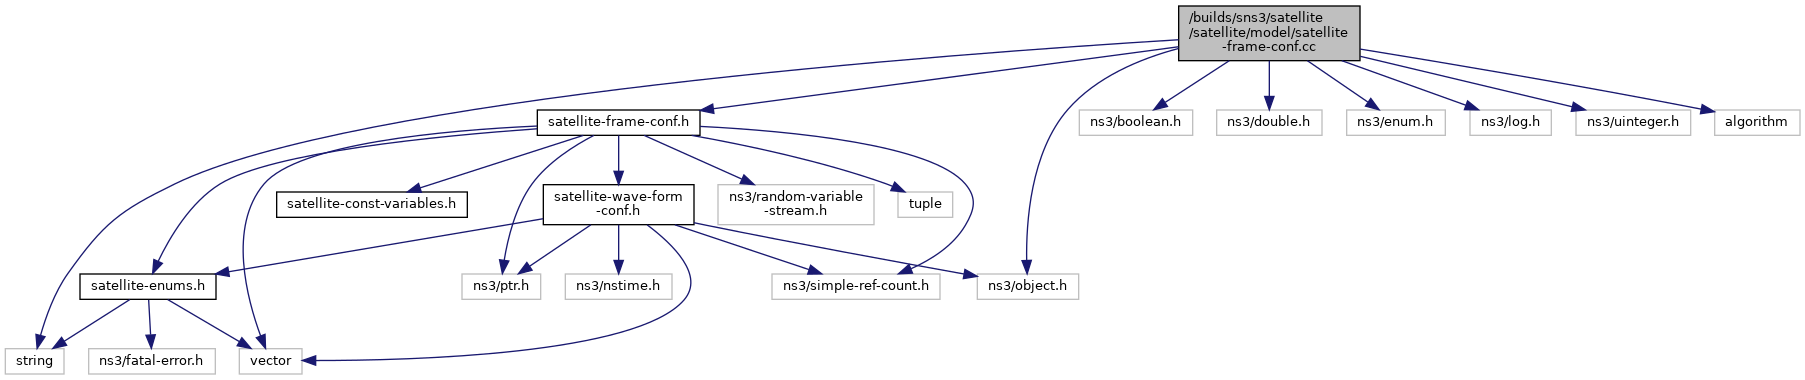 /builds/sns3/satellite
/satellite/model/satellite
-frame-conf.cc
satellite-frame-conf.h
ns3/boolean.h
ns3/double.h
ns3/enum.h
ns3/log.h
ns3/uinteger.h
algorithm
satellite-const-variables.h
satellite-wave-form
-conf.h
ns3/random-variable
-stream.h
tuple
satellite-enums.h
ns3/ptr.h
ns3/nstime.h
ns3/simple-ref-count.h
ns3/object.h
string
ns3/fatal-error.h
vector